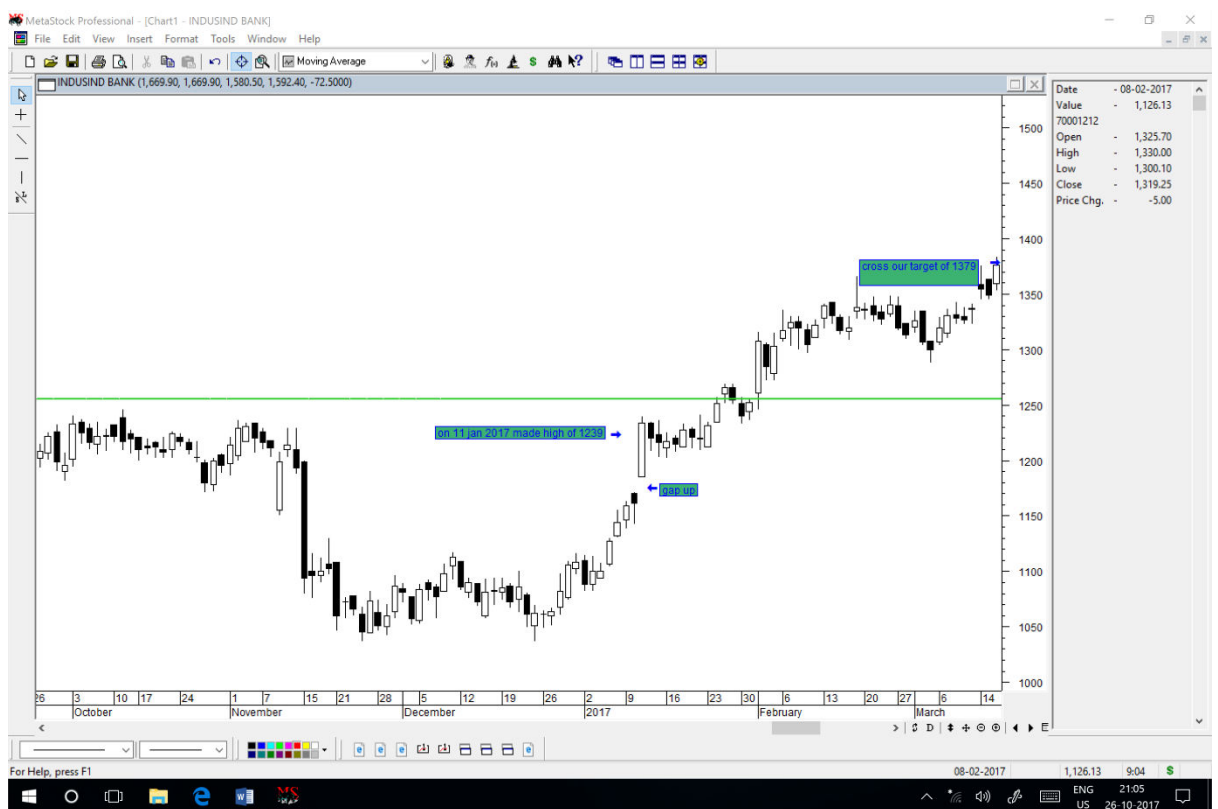 MetaStock Professional - [Chart1 - INDUSIND BANK]
File Edit View Insert Format Tools Window Help
Moving Average
INDUSIND BANK (1,669.90, 1,669.90, 1,580.50, 1,592.40, -72.5000)
Date - 08-02-2017
Value - 1,126.13
70001212
Open - 1,325.70
High - 1,330.00
Low - 1,300.10
Close - 1,319.25
Price Chg. - -5.00
1500
1450
1400
cross our target of 1379
1350
1300
1250
on 11 jan 2017 made high of 1239
1200
gap up
1150
1100
1050
1000
26 3 10 17 24 1 7 15 21 28 5 12 19 26 2 9 16 23 30 6 13 20 27 6 14
October November December 2017 February March
D E
For Help, press F1
08-02-2017 1,126.13 9:04 $
ENG 21:05
US 26-10-2017